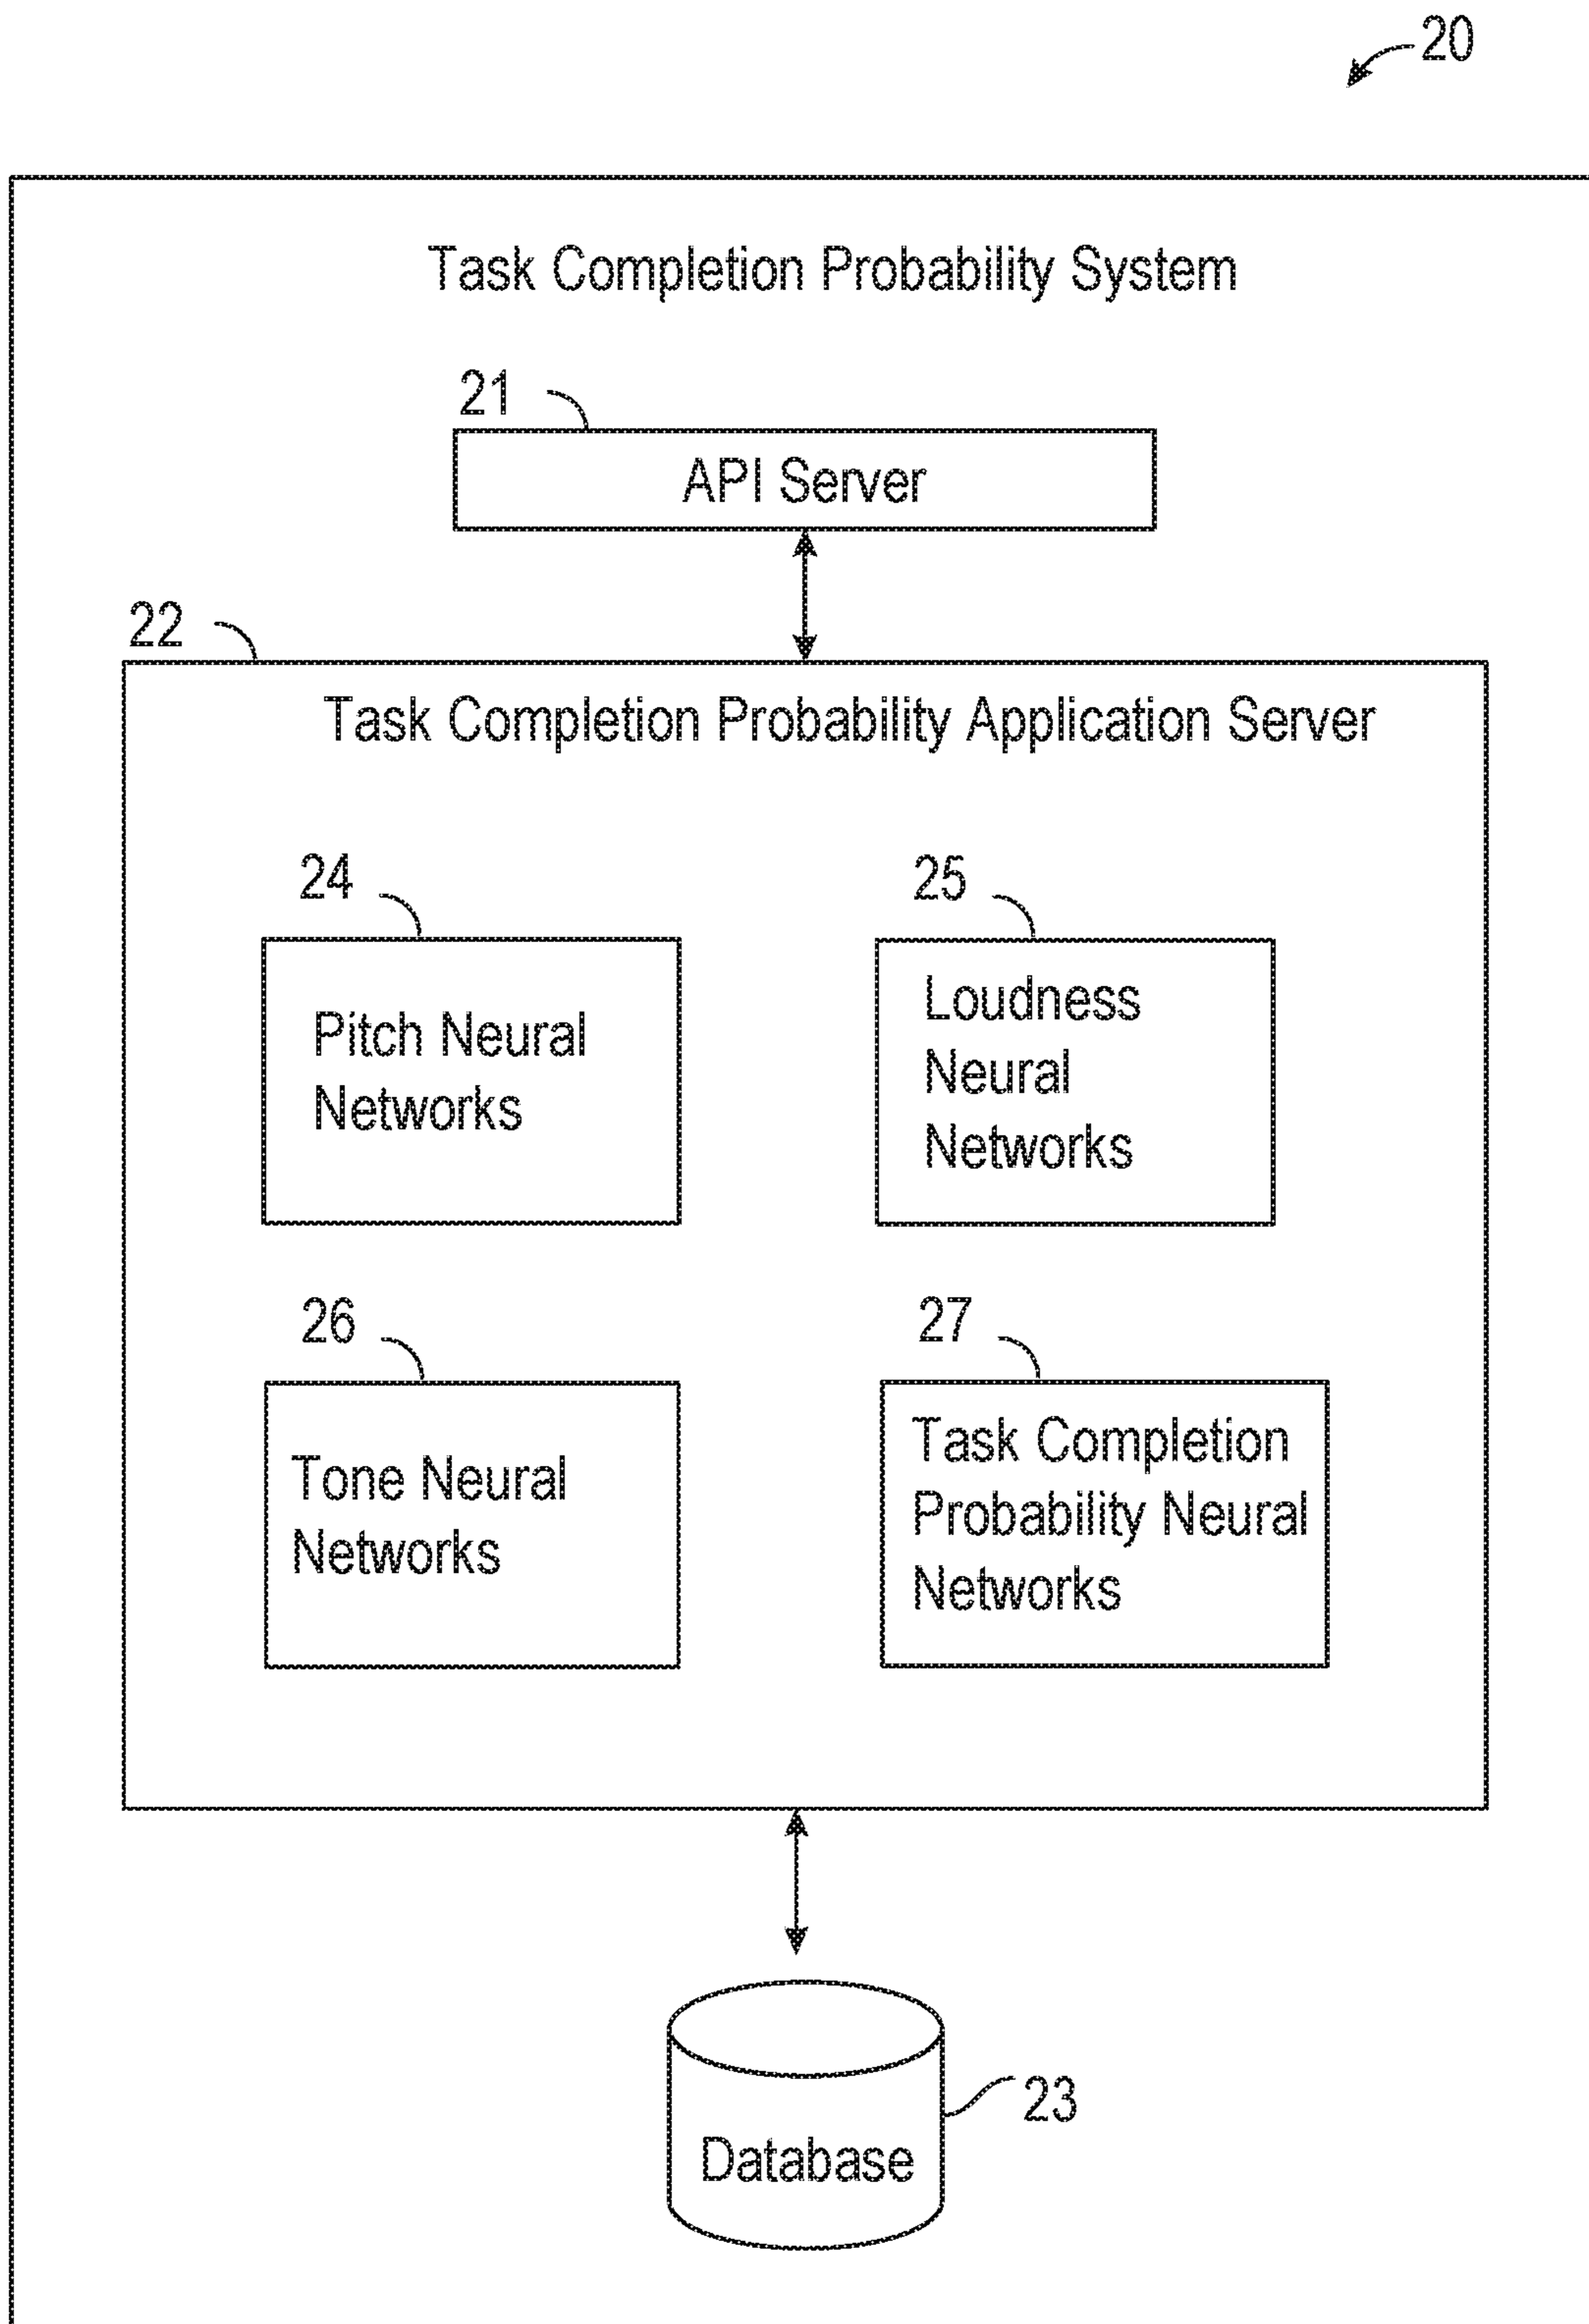 20
Task Completion Probability System
21
API Server
22
Task Completion Probability Application Server
24
Pitch Neural
Networks
25
Loudness
Neural
Networks
26
Tone Neural
Networks
27
Task Completion
Probability Neural
Networks
23
Database